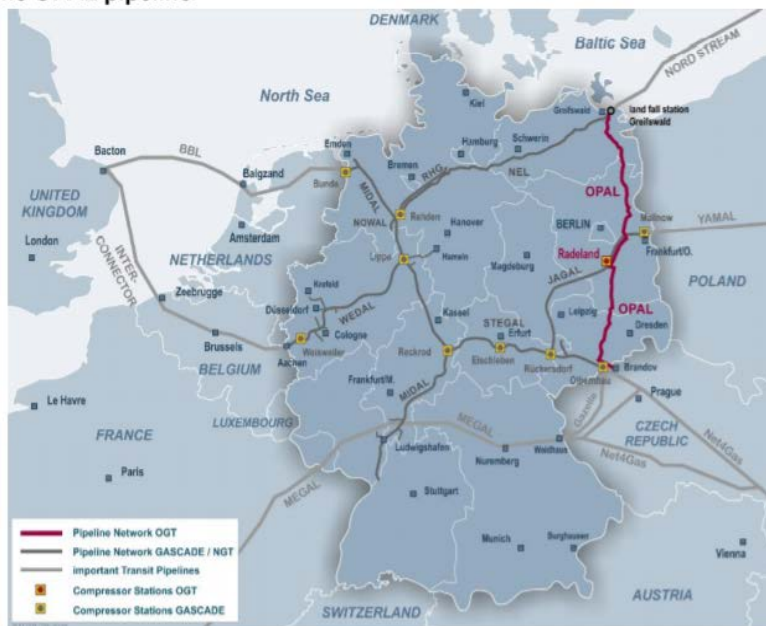 DENMARK
Baltic Sea
NORD STREAM
North Sea
Kiel
Greifswald
land fall station
Greifswald
Schwerin
Hamburg
Emden
Bremen
RHG
NEL
Bacton
BBL
Balgzand
Bunde
MIDAL
OPAL
UNITED
KINGDOM
NOWAL
Rehden
Hanover
BERLIN
Mallnow
YAMAL
Amsterdam
London
INTER-
CONNECTOR
NETHERLANDS
Lippe
Hameln
Magdeburg
Radeland
Frankfurt/O.
JAGAL
POLAND
Zeebrugge
Krefeld
Düsseldorf
WEDAL
Kassel
Leipzig
OPAL
Brussels
Cologne
STEGAL
Erfurt
Dresden
Aachen
Weisweiler
Reckrod
Eischleben
Rückersdorf
Olbernhau
Brandov
BELGIUM
Le Havre
Frankfurt/M.
MIDAL
Prague
LUXEMBOURG
MEGAL
Gazelle
CZECH
REPUBLIC
FRANCE
Ludwigshafen
Nuremberg
Waidhaus
Net4Gas
Net4Gas
Paris
MEGAL
Stuttgart
Pipeline Network OGT
Pipeline Network GASCADE / NGT
important Transit Pipelines
Compressor Stations OGT
Compressor Stations GASCADE
Munich
Burghausen
Vienna
AUSTRIA
SWITZERLAND